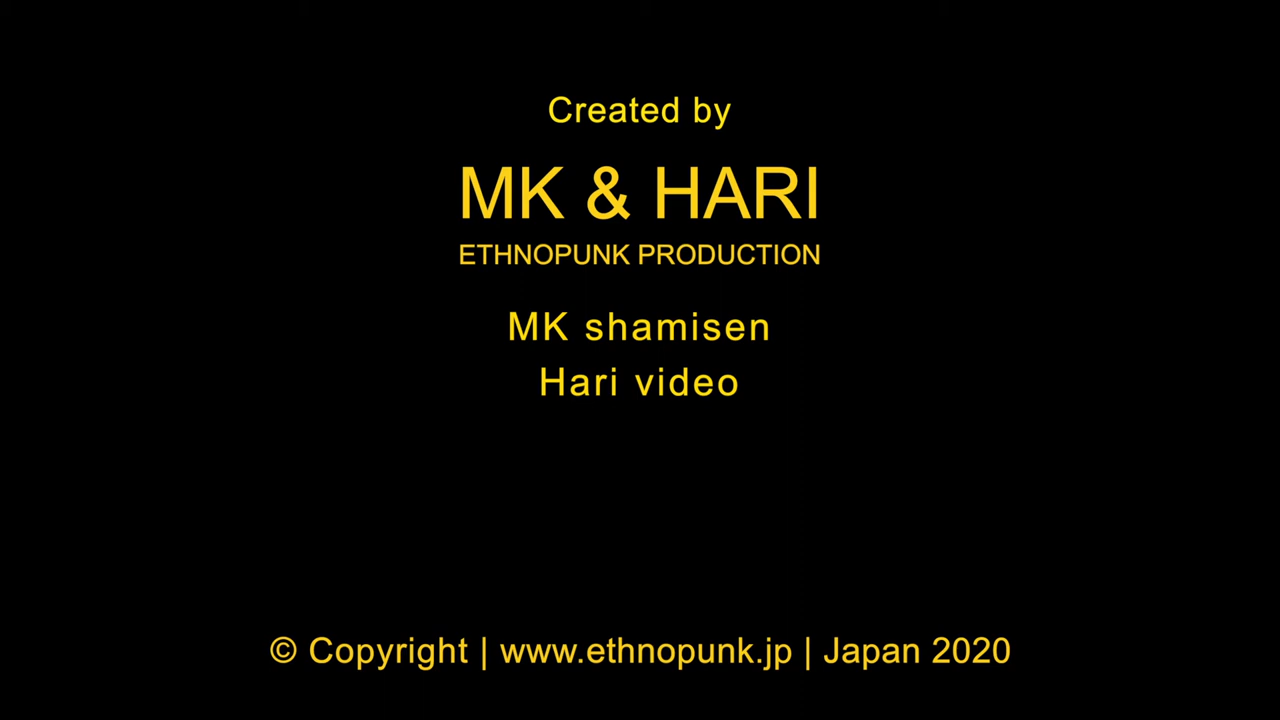 Created by
MK & HARI
ETHNOPUNK PRODUCTION
MK shamisen
Hari video
© Copyright | www.ethnopunk.jp | Japan 2020